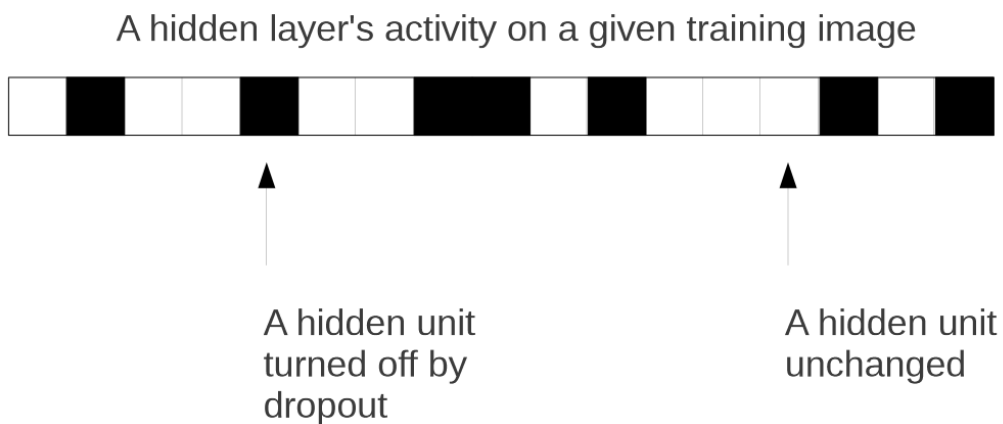 A hidden layer's activity on a given training image
A hidden unit
turned off by
dropout
A hidden unit
unchanged